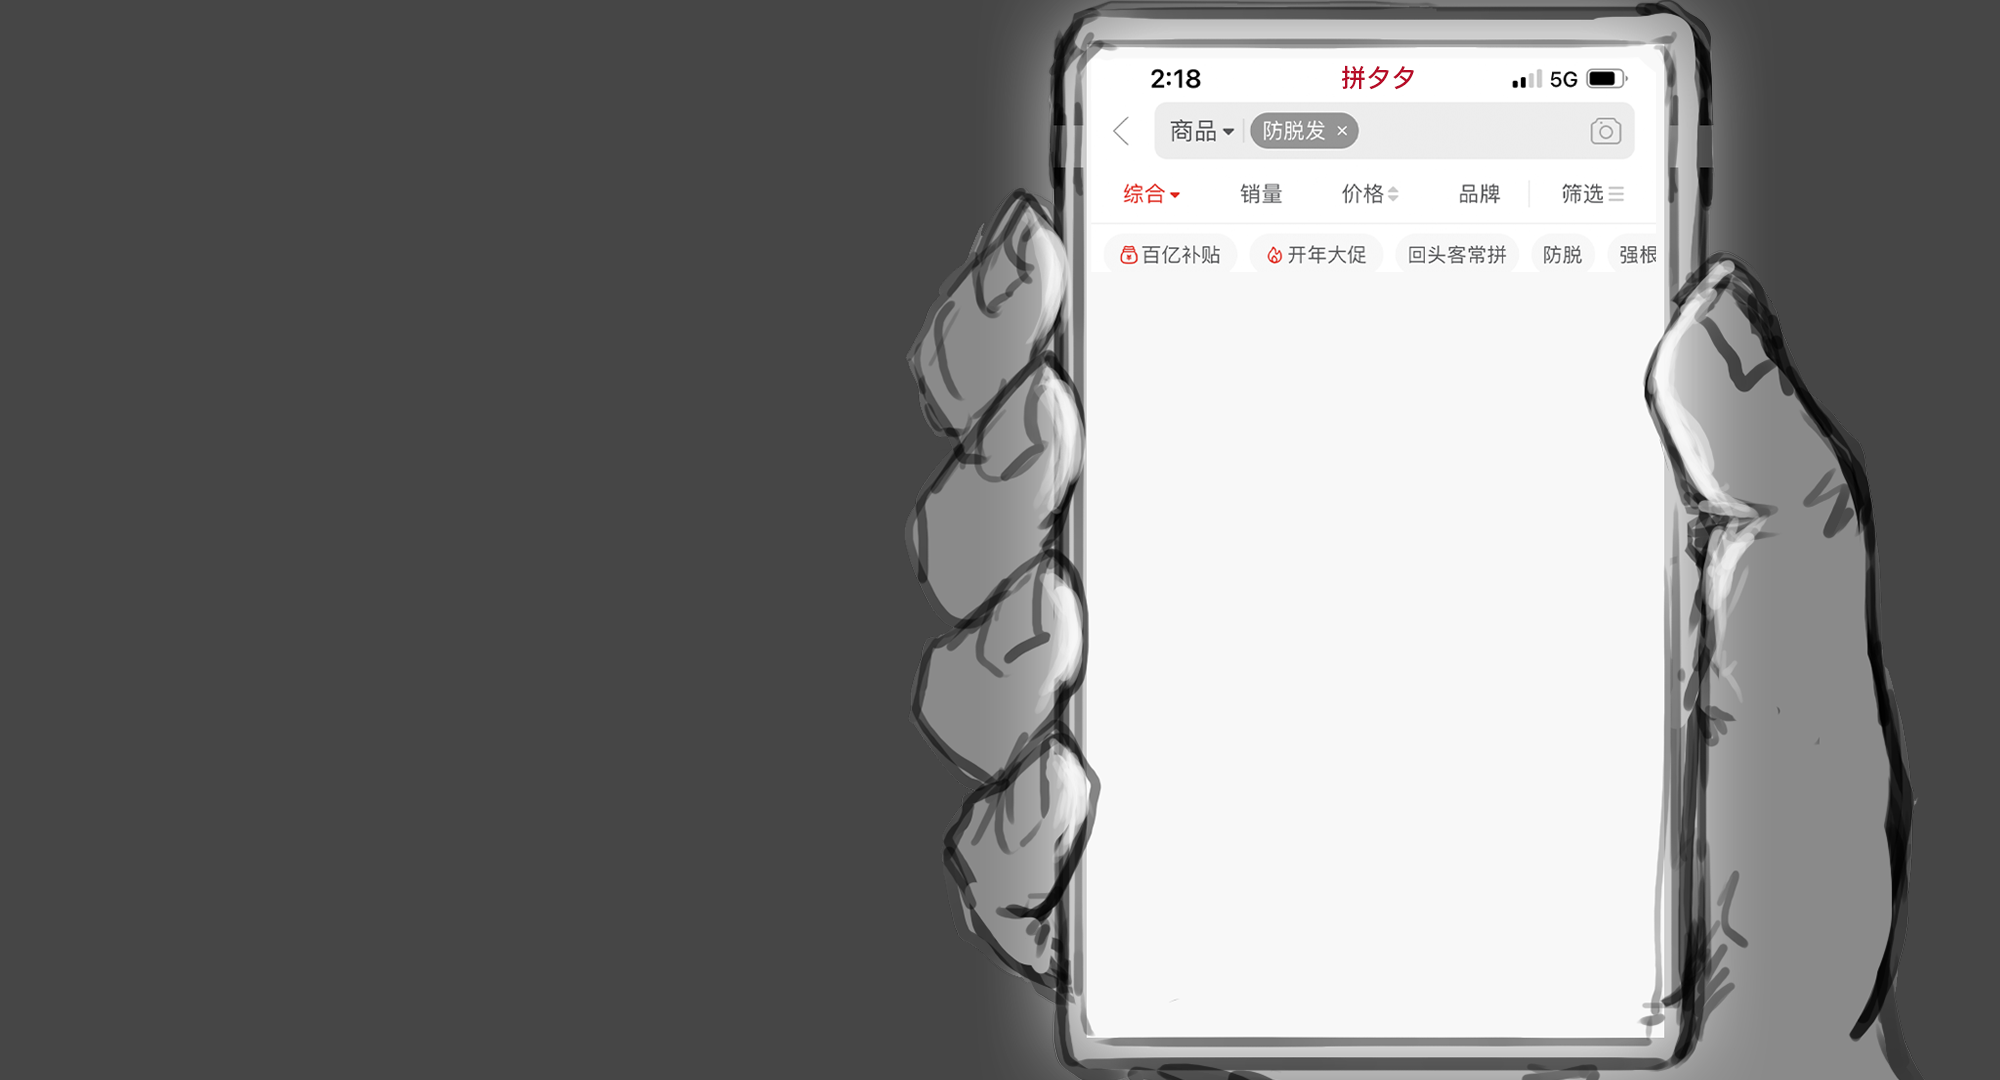 2:18 拼夕夕 5G
商品 防脱发 ×
综合 销量 价格 品牌 筛选
百亿补贴 开年大促 回头客常拼 防脱 强根